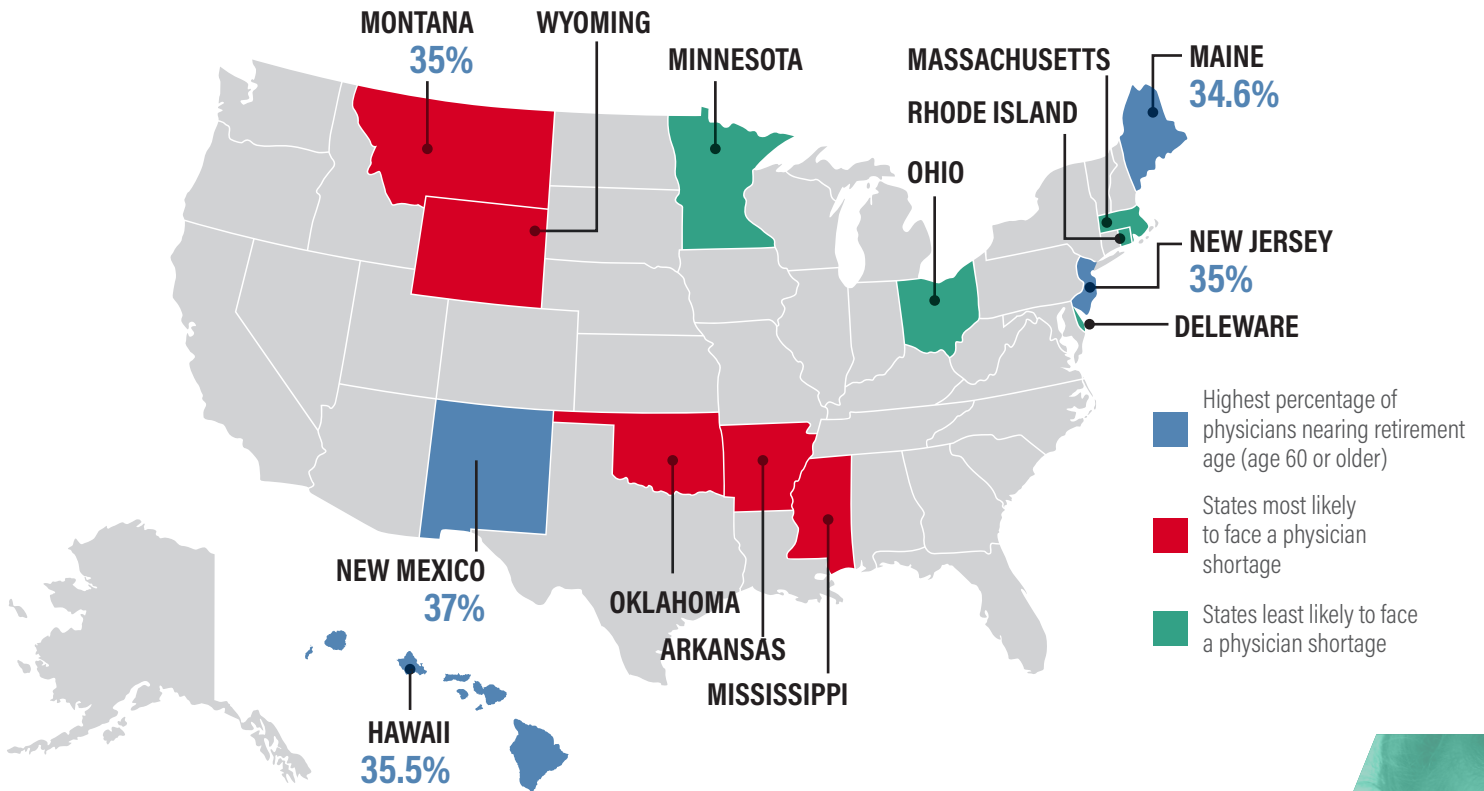 MONTANA
35%
WYOMING
MINNESOTA
MASSACHUSETTS
RHODE ISLAND
OHIO
MAINE
34.6%
NEW JERSEY
35%
DELEWARE
NEW MEXICO
37%
OKLAHOMA
ARKANSAS
MISSISSIPPI
HAWAII
35.5%
Highest percentage of
physicians nearing retirement
age (age 60 or older)
States most likely
to face a physician
shortage
States least likely to face
a physician shortage